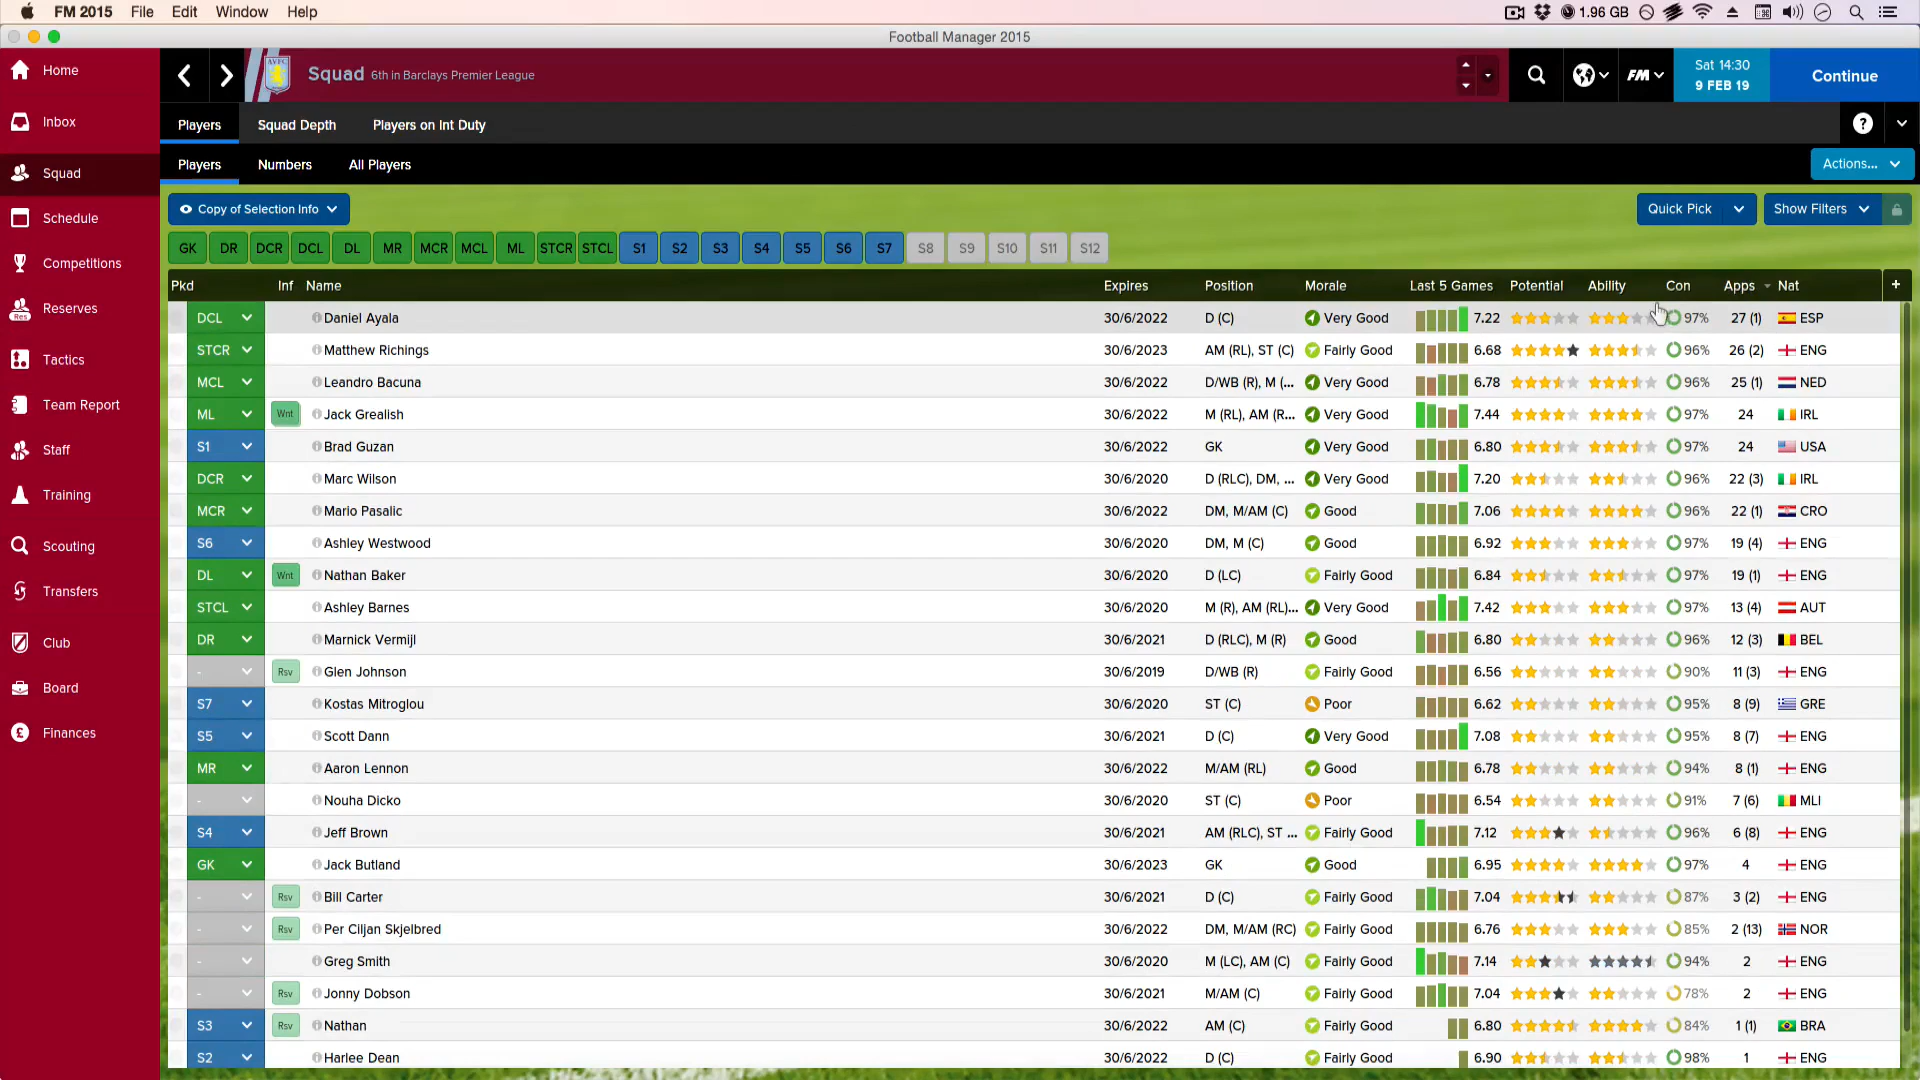 FM 2015 File Edit Window Help 1.96 GB
Football Manager 2015
Home
Inbox
Squad
Schedule
Competitions
Res Reserves
Tactics
Team Report
Staff
Training
Scouting
Transfers
Club
Board
£ Finances
AVFC Squad 6th in Barclays Premier League FM Sat 14:30 9 FEB 19 Continue
Players Squad Depth Players on Int Duty ?
Players Numbers All Players Actions...
Copy of Selection Info Quick Pick Show Filters
GK DR DCR DCL DL MR MCR MCL ML STCR STCL S1 S2 S3 S4 S5 S6 S7 S8 S9 S10 S11 S12
Pkd Inf Name Expires Position Morale Last 5 Games Potential Ability Con Apps Nat +
DCL Daniel Ayala 30/6/2022 D (C) Very Good 7.22 97% 27 (1) ESP
STCR Matthew Richings 30/6/2023 AM (RL), ST (C) Fairly Good 6.68 96% 26 (2) ENG
MCL Leandro Bacuna 30/6/2022 D/WB (R), M (... Very Good 6.78 96% 25 (1) NED
ML Wnt Jack Grealish 30/6/2022 M (RL), AM (R... Very Good 7.44 97% 24 IRL
S1 Brad Guzan 30/6/2022 GK Very Good 6.80 97% 24 USA
DCR Marc Wilson 30/6/2022 D (RLC), DM, ... Very Good 7.20 96% 22 (3) IRL
MCR Mario Pasalic 30/6/2022 DM, M/AM (C) Good 7.06 96% 22 (1) CRO
S6 Ashley Westwood 30/6/2020 DM, M (C) Good 6.92 97% 19 (4) ENG
DL Wnt Nathan Baker 30/6/2020 D (LC) Fairly Good 6.84 97% 19 (1) ENG
STCL Ashley Barnes 30/6/2020 M (R), AM (RL)... Very Good 7.42 97% 13 (4) AUT
DR Marnick Vermijl 30/6/2021 D (RLC), M (R) Good 6.80 96% 12 (3) BEL
- Rsv Glen Johnson 30/6/2019 D/WB (R) Fairly Good 6.56 90% 11 (3) ENG
S7 Kostas Mitroglou 30/6/2020 ST (C) Poor 6.62 95% 8 (9) GRE
S5 Scott Dann 30/6/2021 D (C) Very Good 7.08 95% 8 (7) ENG
MR Aaron Lennon 30/6/2022 M/AM (RL) Good 6.78 94% 8 (1) ENG
- Nouha Dicko 30/6/2020 ST (C) Poor 6.54 91% 7 (6) MLI
S4 Jeff Brown 30/6/2021 AM (RLC), ST ... Fairly Good 7.12 96% 6 (8) ENG
GK Jack Butland 30/6/2023 GK Good 6.95 97% 4 ENG
- Rsv Bill Carter 30/6/2021 D (C) Fairly Good 7.04 87% 3 (2) ENG
- Rsv Per Ciljan Skjelbred 30/6/2020 DM, M/AM (RC) Fairly Good 6.76 85% 2 (13) NOR
- Greg Smith 30/6/2020 M (LC), AM (C) Fairly Good 7.14 94% 2 ENG
- Rsv Jonny Dobson 30/6/2021 M/AM (C) Fairly Good 7.04 78% 2 ENG
S3 Rsv Nathan 30/6/2022 AM (C) Fairly Good 6.80 84% 1 (1) BRA
S2 Harlee Dean 30/6/2022 D (C) Fairly Good 6.90 98% 1 ENG